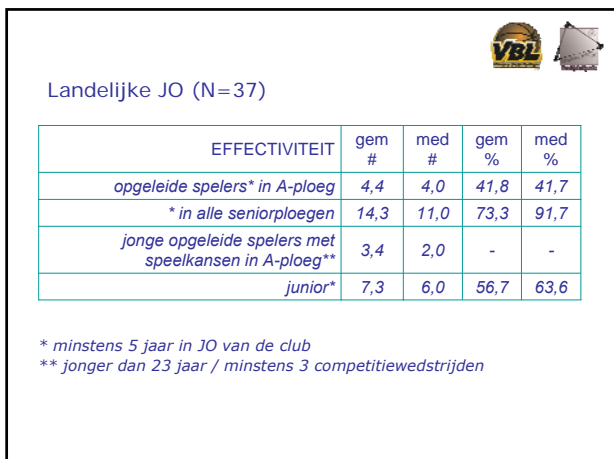 VBL
Landelijke JO (N=37)
EFFECTIVITEIT gem # med # gem % med %
opgeleide spelers* in A-ploeg 4,4 4,0 41,8 41,7
* in alle seniorploegen 14,3 11,0 73,3 91,7
jonge opgeleide spelers met
speelkansen in A-ploeg** 3,4 2,0 - -
junior* 7,3 6,0 56,7 63,6
* minstens 5 jaar in JO van de club
** jonger dan 23 jaar / minstens 3 competitiewedstrijden